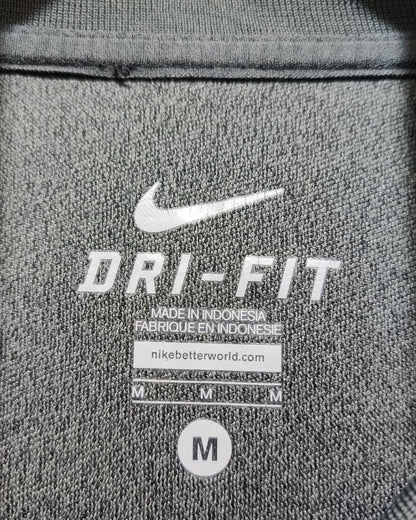 DRI-FIT
MADE IN INDONESIA
FABRIQUE EN INDONESIE
nikebetterworld.com
M M M
M